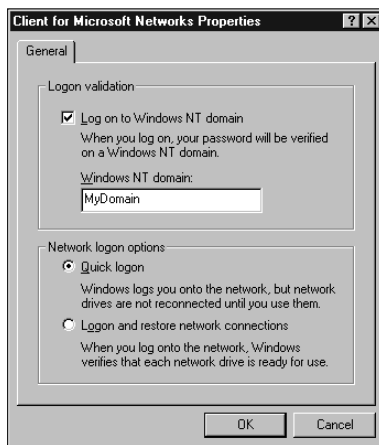 Client for Microsoft Networks Properties
General
Logon validation
Log on to Windows NT domain
When you log on, your password will be verified
on a Windows NT domain.
Windows NT domain:
MyDomain
Network logon options
Quick logon
Windows logs you onto the network, but network
drives are not reconnected until you use them.
Logon and restore network connections
When you log onto the network, Windows
verifies that each network drive is ready for use.
OK
Cancel